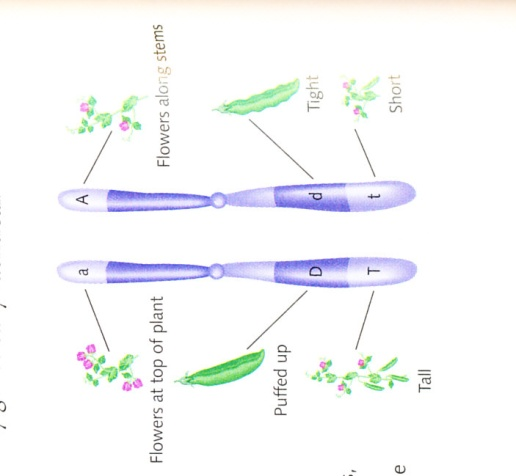 Flowers along stems
Tight
Short
A
d
t
a
D
T
Flowers at top of plant
Puffed up
Tall
s,
e